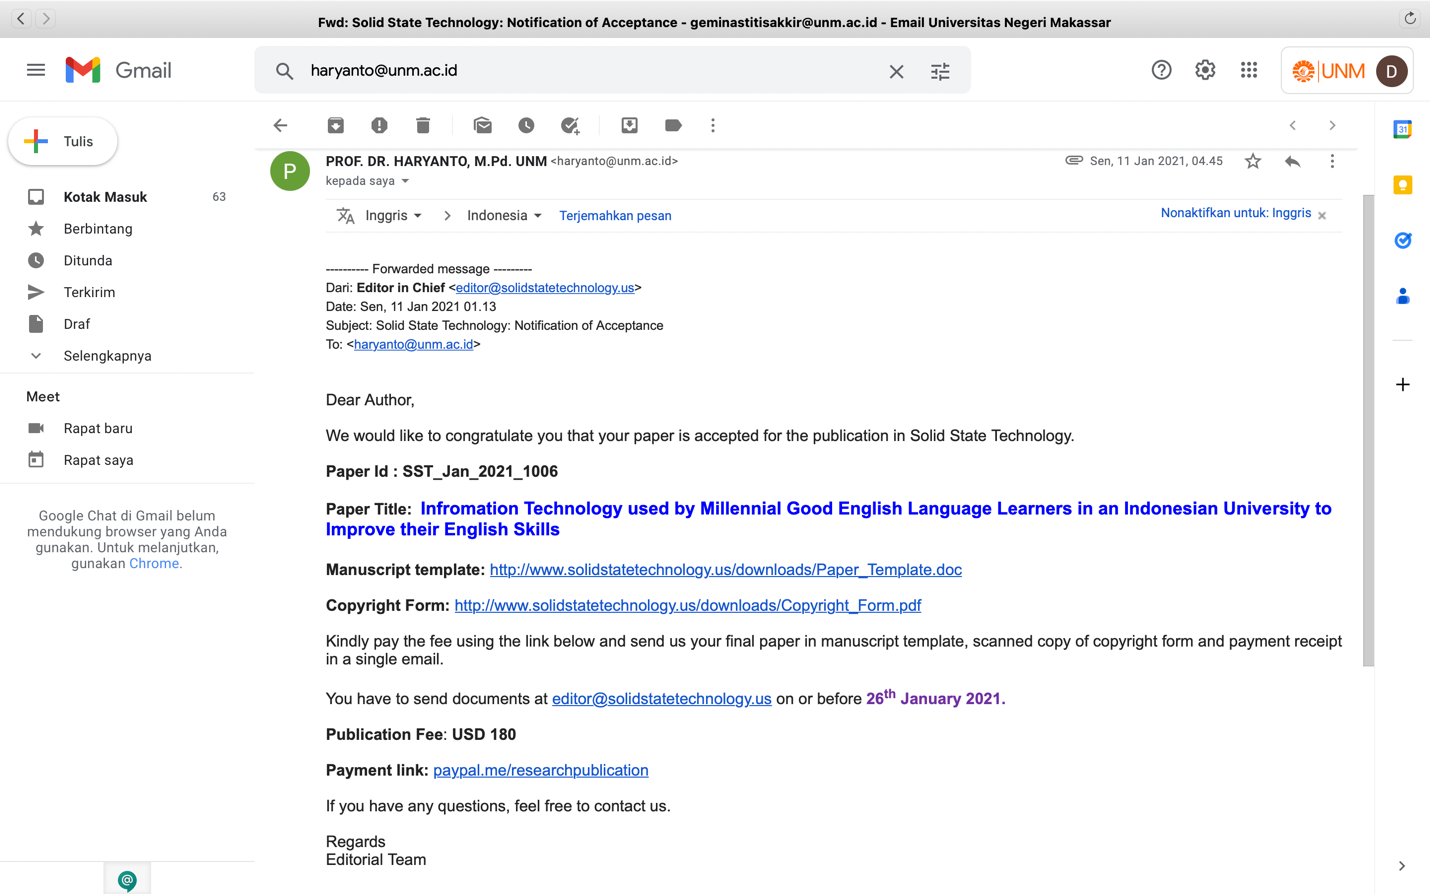 Fwd: Solid State Technology: Notification of Acceptance - geminastitisakkir@unm.ac.id - Email Universitas Negeri Makassar
Gmail
haryanto@unm.ac.id
UNM
D
Tulis
Kotak Masuk 63
Berbintang
Ditunda
Terkirim
Draf
Selengkapnya
Meet
Rapat baru
Rapat saya
Google Chat di Gmail belum
mendukung browser yang Anda
gunakan. Untuk melanjutkan,
gunakan Chrome.
P
PROF. DR. HARYANTO, M.Pd. UNM <haryanto@unm.ac.id>
Sen, 11 Jan 2021, 04.45
kepada saya
Inggris
Indonesia
Terjemahkan pesan
Nonaktifkan untuk: Inggris
---------- Forwarded message ---------
Dari: Editor in Chief <editor@solidstatetechnology.us>
Date: Sen, 11 Jan 2021 01.13
Subject: Solid State Technology: Notification of Acceptance
To: <haryanto@unm.ac.id>
Dear Author,
We would like to congratulate you that your paper is accepted for the publication in Solid State Technology.
Paper Id : SST_Jan_2021_1006
Paper Title: Infromation Technology used by Millennial Good English Language Learners in an Indonesian University to
Improve their English Skills
Manuscript template: http://www.solidstatetechnology.us/downloads/Paper_Template.doc
Copyright Form: http://www.solidstatetechnology.us/downloads/Copyright_Form.pdf
Kindly pay the fee using the link below and send us your final paper in manuscript template, scanned copy of copyright form and payment receipt
in a single email.
You have to send documents at editor@solidstatetechnology.us on or before 26th January 2021.
Publication Fee: USD 180
Payment link: paypal.me/researchpublication
If you have any questions, feel free to contact us.
Regards
Editorial Team
31